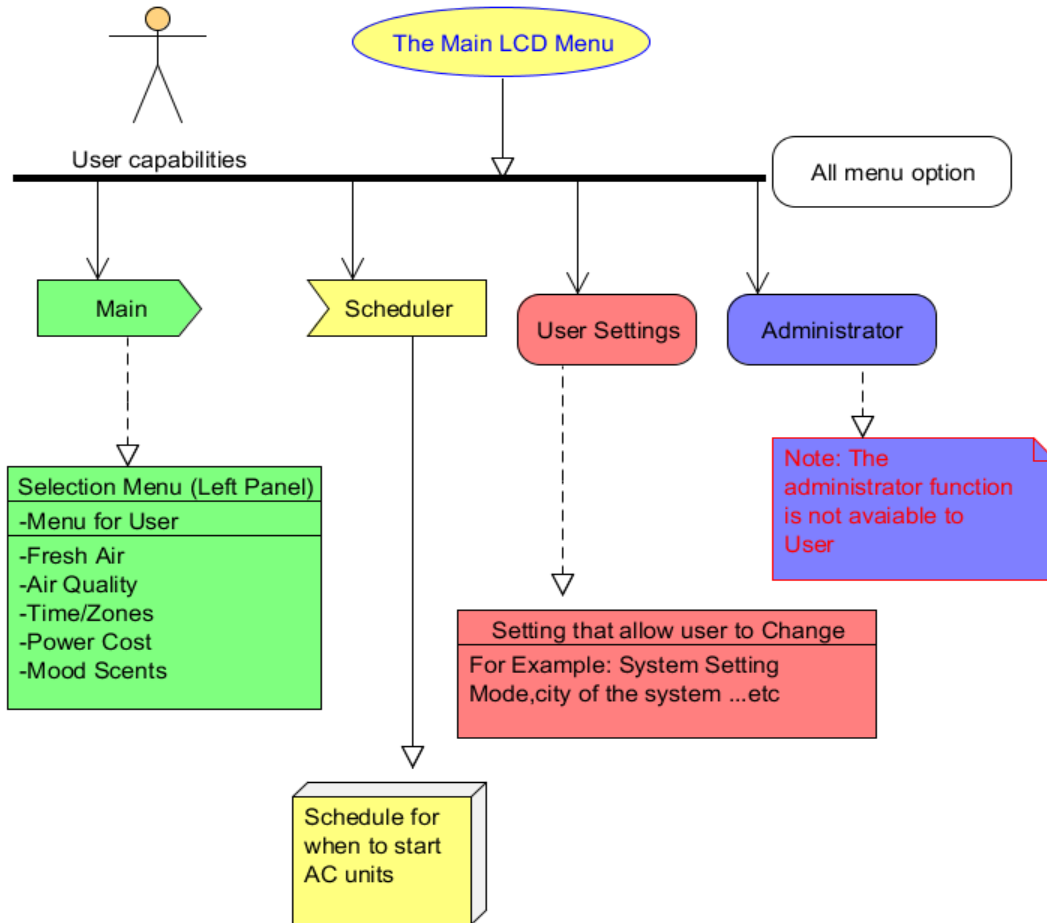 The Main LCD Menu
User capabilities
All menu option
Main
Scheduler
User Settings
Administrator
Selection Menu (Left Panel)
-Menu for User
-Fresh Air
-Air Quality
-Time/Zones
-Power Cost
-Mood Scents
Schedule for
when to start
AC units
Setting that allow user to Change
For Example: System Setting
Mode,city of the system ...etc
Note: The
administrator function
is not avaiable to
User